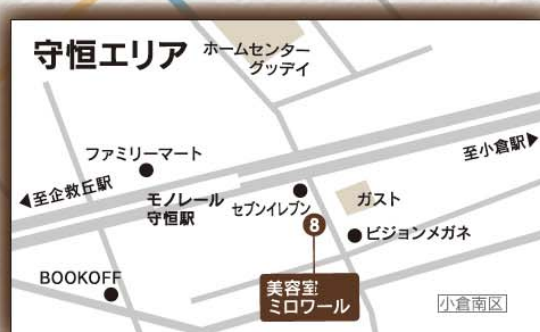 守恒エリア
ホームセンター
グッデイ
ファミリーマート
至小倉駅▶
◀至企救丘駅
モノレール
守恒駅
セブンイレブン
ガスト
8
ビジョンメガネ
BOOKOFF
美容室
ミロワール
小倉南区